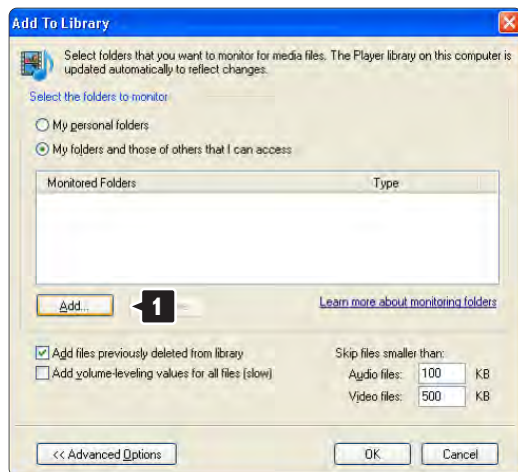 Add To Library
Select folders that you want to monitor for media files. The Player library on this computer is
updated automatically to reflect changes.
Select the folders to monitor
My personal folders
My folders and those of others that I can access
Monitored Folders Type
Add... 1
Learn more about monitoring folders
Add files previously deleted from library Skip files smaller than:
Add volume-leveling values for all files (slow) Audio files: 100 KB
Video files: 500 KB
<< Advanced Options OK Cancel